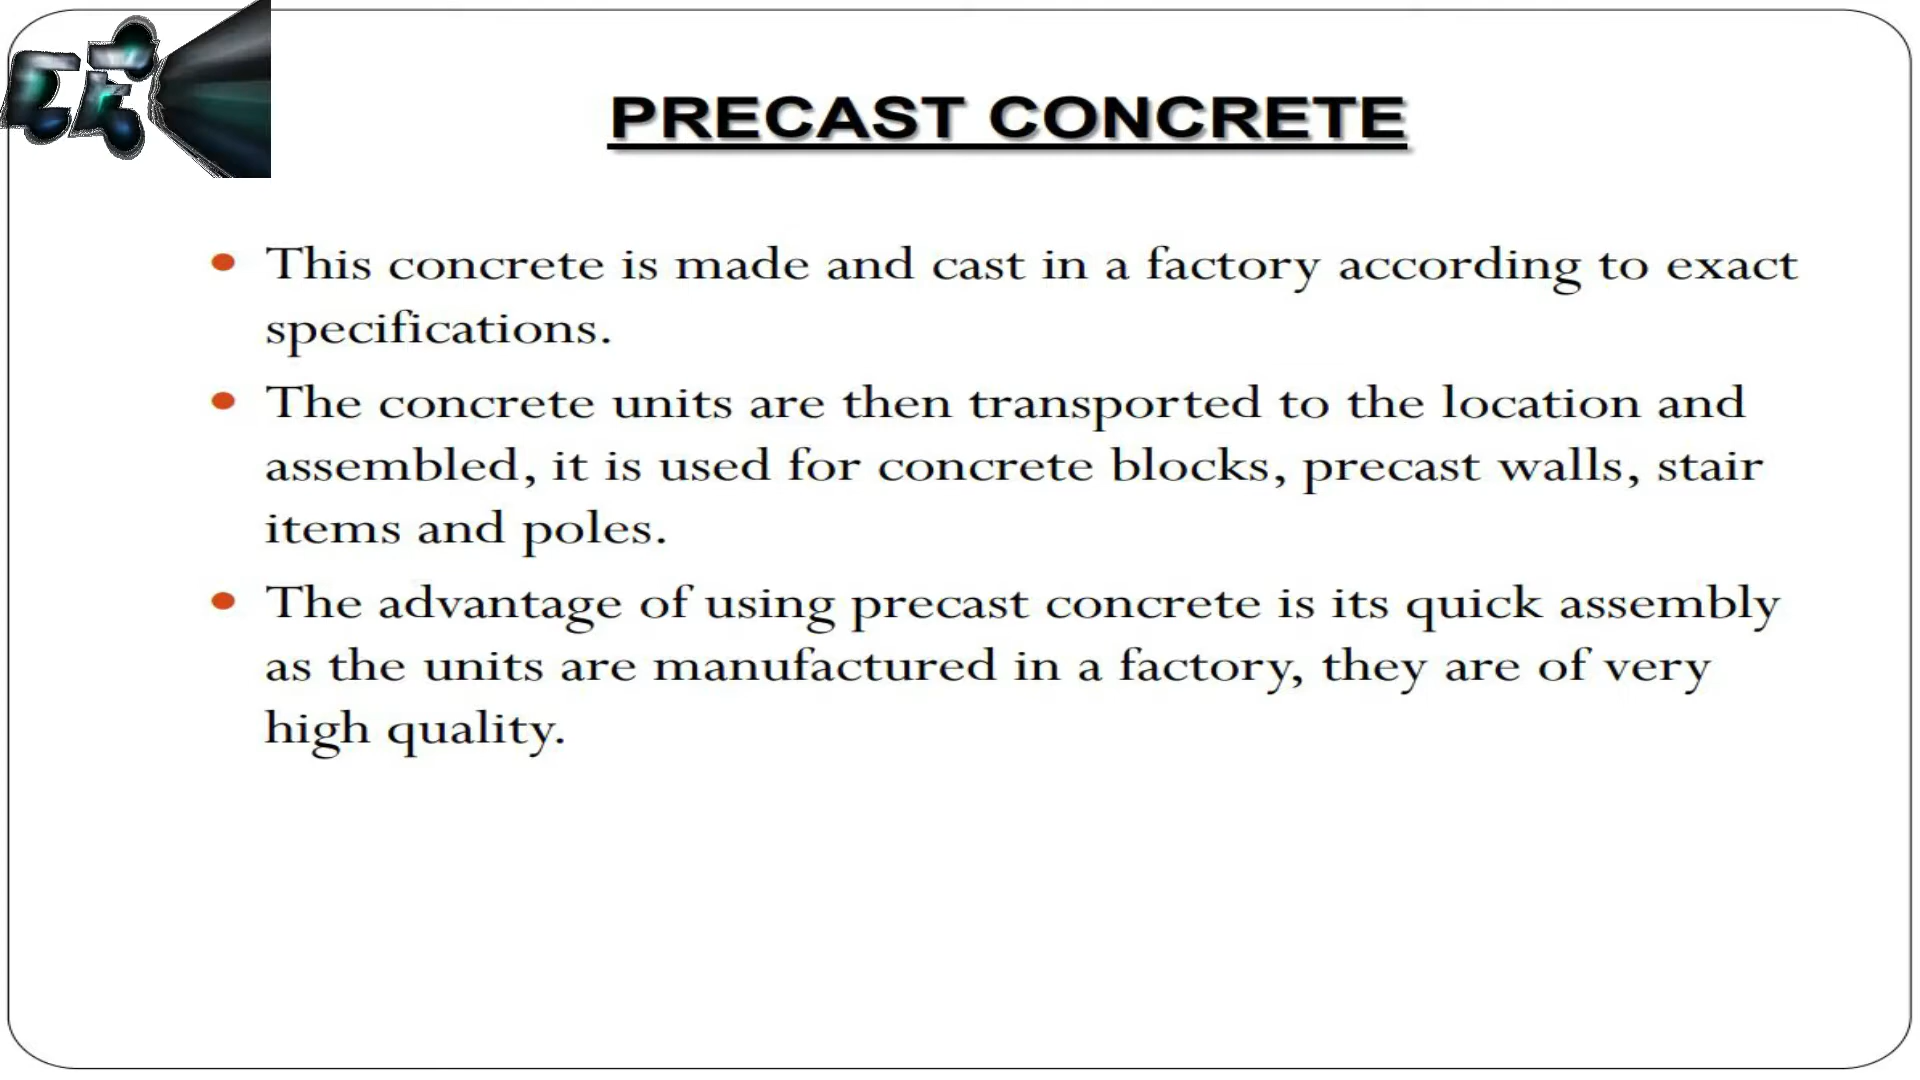 PRECAST CONCRETE
• This concrete is made and cast in a factory according to exact
specifications.
• The concrete units are then transported to the location and
assembled, it is used for concrete blocks, precast walls, stair
items and poles.
• The advantage of using precast concrete is its quick assembly
as the units are manufactured in a factory, they are of very
high quality.